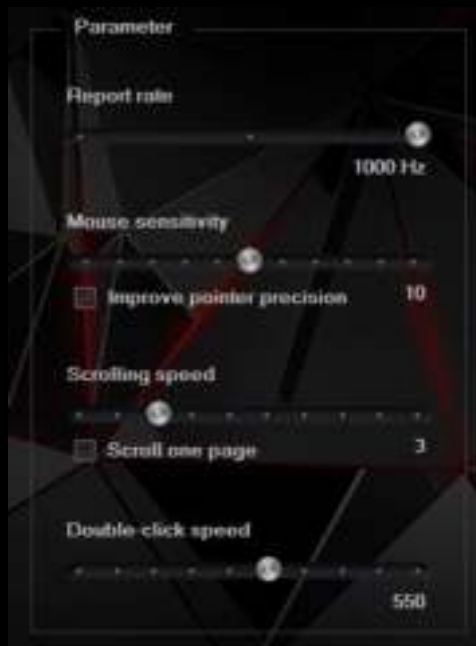 Parameter
Report rate
1000 Hz
Mouse sensitivity
Improve pointer precision 10
Scrolling speed
Scroll one page 3
Double-click speed
550